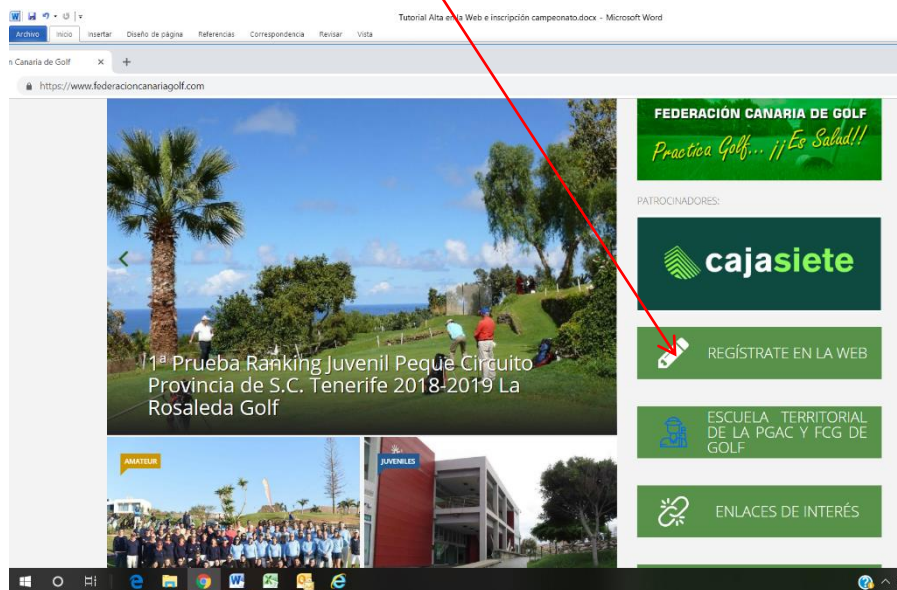 Tutorial Alta en la Web e inscripción campeonato.docx - Microsoft Word
Archivo Inicio Insertar Diseño de página Referencias Correspondencia Revisar Vista
n Canaria de Golf
https://www.federacioncanariagolf.com
FEDERACIÓN CANARIA DE GOLF
Practica Golf... ¡¡Es Salud!!
PATROCINADORES:
cajasiete
REGÍSTRATE EN LA WEB
1ª Prueba Ranking Juvenil Peque Circuito
Provincia de S.C. Tenerife 2018-2019 La
Rosaleda Golf
ESCUELA TERRITORIAL
DE LA PGAC Y FCG DE
GOLF
AMATEUR
JUVENILES
ENLACES DE INTERÉS